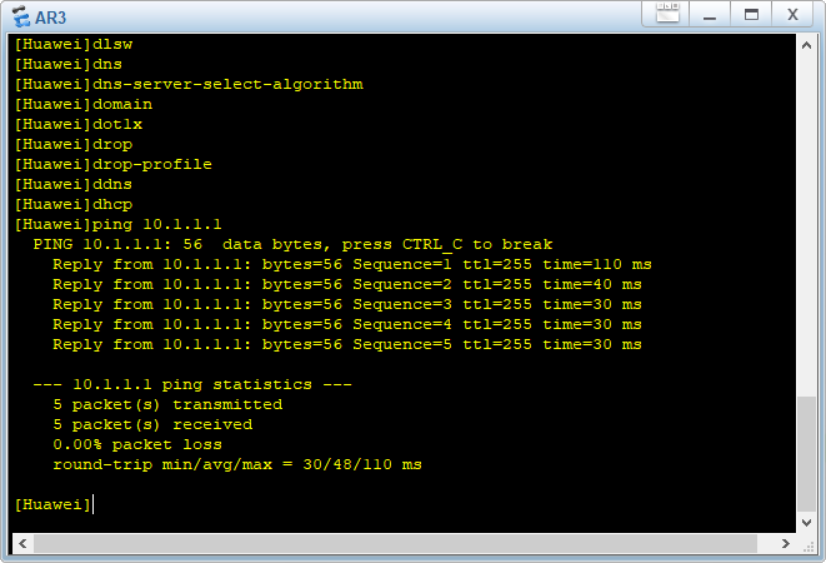 AR3
[Huawei]dlsw
[Huawei]dns
[Huawei]dns-server-select-algorithm
[Huawei]domain
[Huawei]dot1x
[Huawei]drop
[Huawei]drop-profile
[Huawei]ddns
[Huawei]dhcp
[Huawei]ping 10.1.1.1
  PING 10.1.1.1: 56  data bytes, press CTRL_C to break
    Reply from 10.1.1.1: bytes=56 Sequence=1 ttl=255 time=110 ms
    Reply from 10.1.1.1: bytes=56 Sequence=2 ttl=255 time=40 ms
    Reply from 10.1.1.1: bytes=56 Sequence=3 ttl=255 time=30 ms
    Reply from 10.1.1.1: bytes=56 Sequence=4 ttl=255 time=30 ms
    Reply from 10.1.1.1: bytes=56 Sequence=5 ttl=255 time=30 ms
  --- 10.1.1.1 ping statistics ---
    5 packet(s) transmitted
    5 packet(s) received
    0.00% packet loss
    round-trip min/avg/max = 30/48/110 ms
[Huawei]